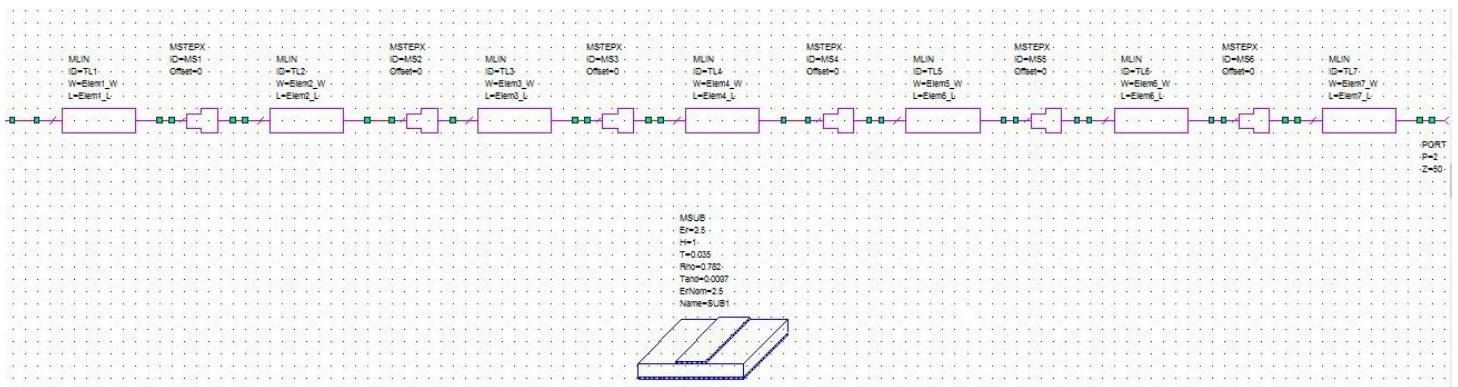 MLIN
ID=TL1
W=Elem1_W
L=Elem1_L
MSTEPX
ID=MS1
Offset=0
MLIN
ID=TL2
W=Elem2_W
L=Elem2_L
MSTEPX
ID=MS2
Offset=0
MLIN
ID=TL3
W=Elem3_W
L=Elem3_L
MSTEPX
ID=MS3
Offset=0
MLIN
ID=TL4
W=Elem4_W
L=Elem4_L
MSTEPX
ID=MS4
Offset=0
MLIN
ID=TL5
W=Elem5_W
L=Elem5_L
MSTEPX
ID=MS5
Offset=0
MLIN
ID=TL6
W=Elem6_W
L=Elem6_L
MSTEPX
ID=MS6
Offset=0
MLIN
ID=TL7
W=Elem7_W
L=Elem7_L
PORT
P=2
Z=50
MSUB
Er=2.5
H=1
T=0.035
Rho=0.782
Tand=0.0097
ErNom=2.5
Name=SUB1